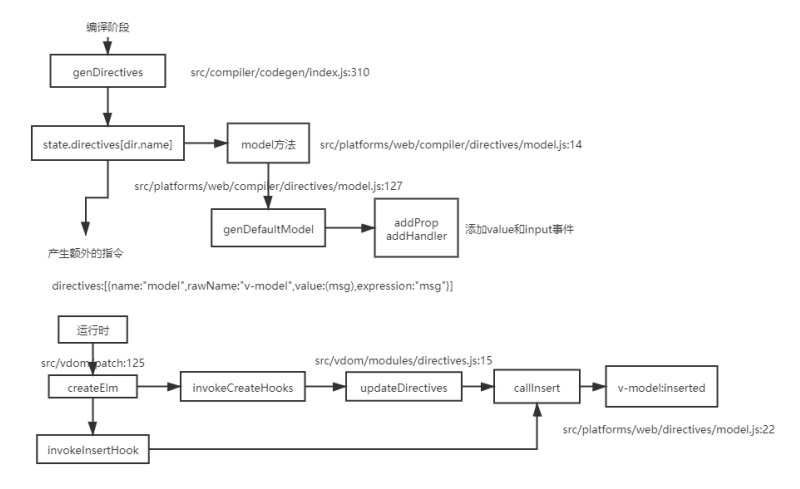 编译阶段
genDirectives
src/compiler/codegen/index.js:310
state.directives[dir.name]
model方法
src/platforms/web/compiler/directives/model.js:14
src/platforms/web/compiler/directives/model.js:127
genDefaultModel
addProp
addHandler
添加value和input事件
产生额外的指令
directives:[{name:"model",rawName:"v-model",value:(msg),expression:"msg"}]
运行时
src/vdom/patch:125
src/vdom/modules/directives.js:15
createElm
invokeCreateHooks
updateDirectives
callInsert
v-model:inserted
src/platforms/web/directives/model.js:22
invokeInsertHook